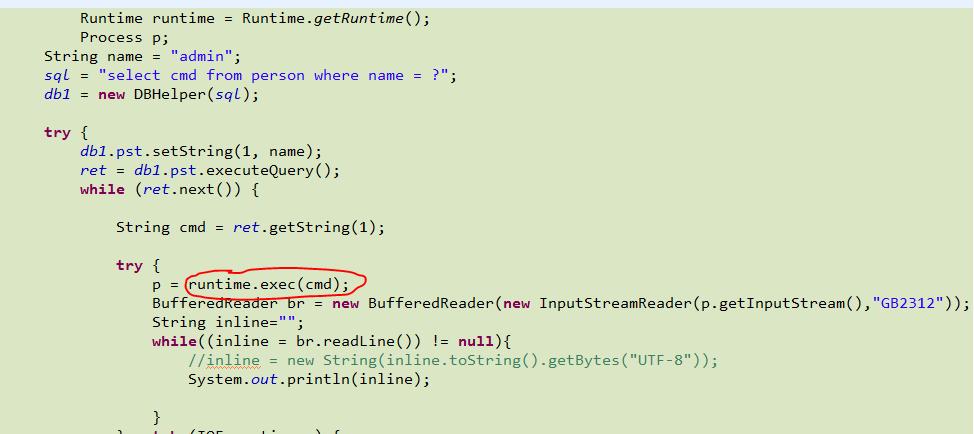 Runtime runtime = Runtime.getRuntime();
Process p;
String name = "admin";
sql = "select cmd from person where name = ?";
db1 = new DBHelper(sql);
try {
db1.pst.setString(1, name);
ret = db1.pst.executeQuery();
while (ret.next()) {
String cmd = ret.getString(1);
try {
p = runtime.exec(cmd);
BufferedReader br = new BufferedReader(new InputStreamReader(p.getInputStream(),"GB2312"));
String inline="";
while((inline = br.readLine()) != null){
//inline = new String(inline.toString().getBytes("UTF-8"));
System.out.println(inline);
}